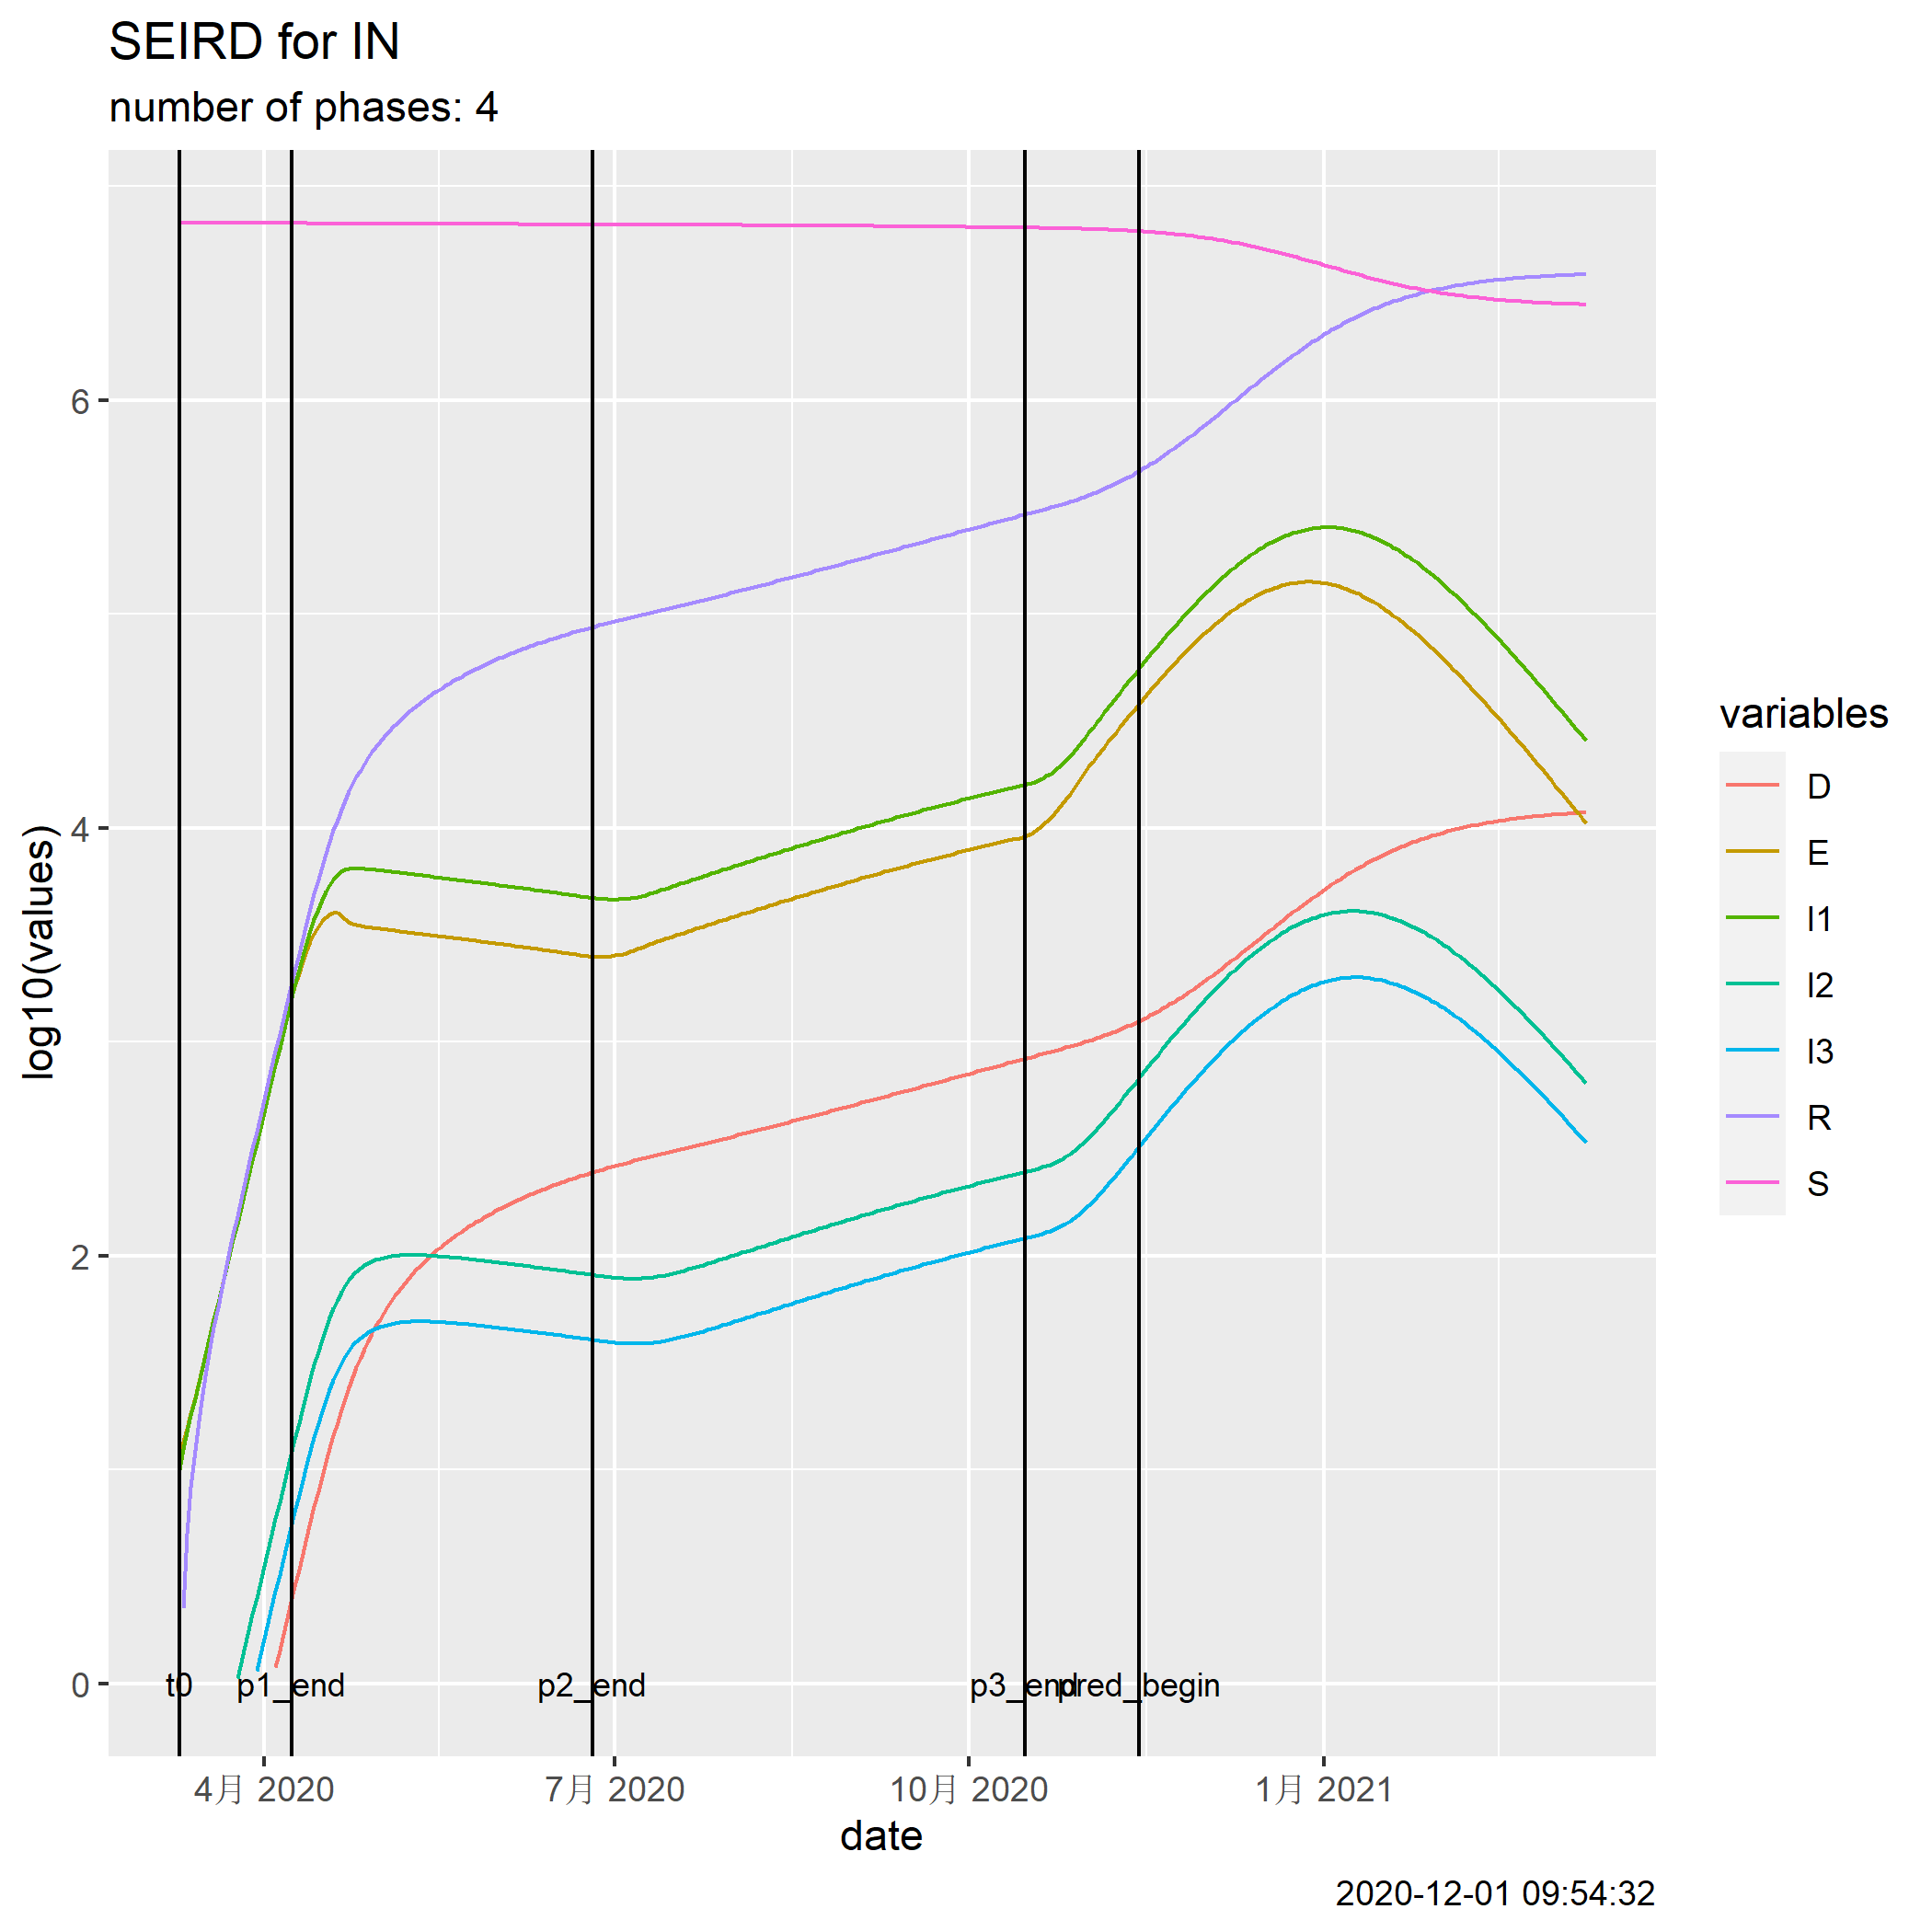 SEIRD for IN
number of phases: 4
log10(values)
6
4
2
0
t0
p1_end
p2_end
p3_end
pred_begin
4月 2020
7月 2020
10月 2020
1月 2021
date
variables
D
E
I1
I2
I3
R
S
2020-12-01 09:54:32